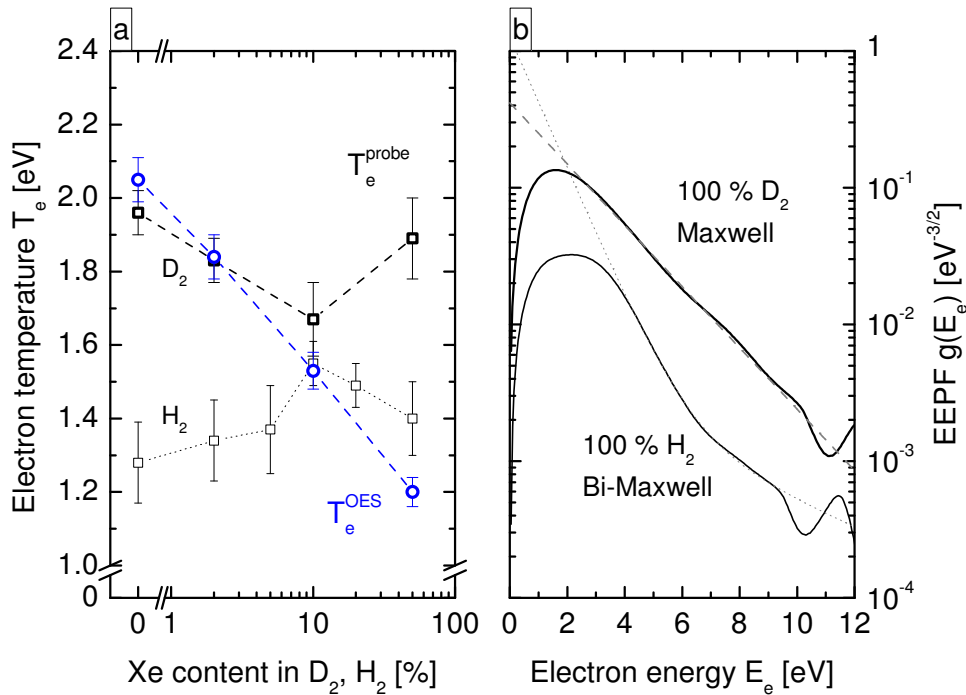 a
Electron temperature T_e [eV]
2.4
2.2
2.0
1.8
1.6
1.4
1.2
1.0
0
T_e^probe
D_2
H_2
T_e^OES
0 1 10 100
Xe content in D_2, H_2 [%]
b
100 % D_2
Maxwell
100 % H_2
Bi-Maxwell
0 2 4 6 8 10 12
Electron energy E_e [eV]
1
10^-1
10^-2
10^-3
10^-4
EEPF g(E_e) [eV^-3/2]